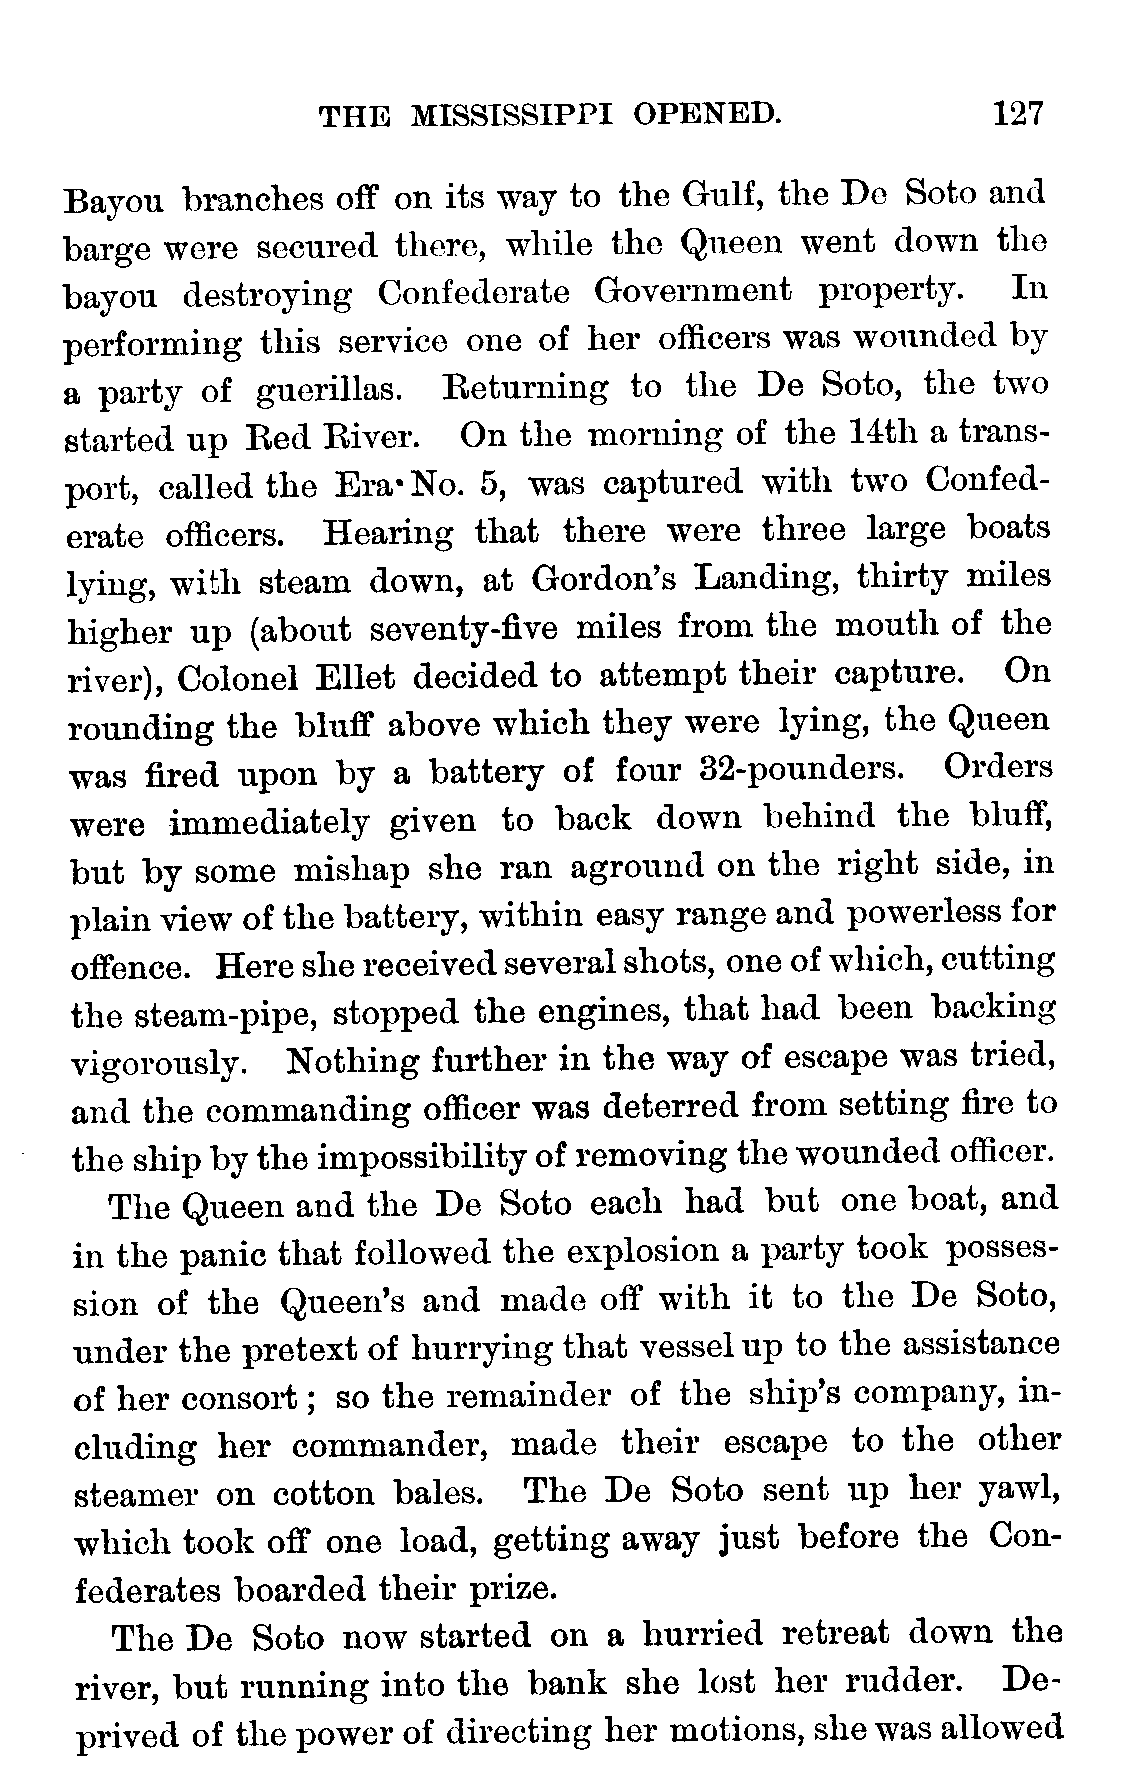 THE MISSISSIPPI OPENED. 127
Bayou branches off on its way to the Gulf, the De Soto and
barge were secured there, while the Queen went down the
bayou destroying Confederate Government property. In
performing this service one of her officers was wounded by
a party of guerillas. Returning to the De Soto, the two
started up Red River. On the morning of the 14th a trans-
port, called the Era No. 5, was captured with two Confed-
erate officers. Hearing that there were three large boats
lying, with steam down, at Gordon's Landing, thirty miles
higher up (about seventy-five miles from the mouth of the
river), Colonel Ellet decided to attempt their capture. On
rounding the bluff above which they were lying, the Queen
was fired upon by a battery of four 32-pounders. Orders
were immediately given to back down behind the bluff,
but by some mishap she ran aground on the right side, in
plain view of the battery, within easy range and powerless for
offence. Here she received several shots, one of which, cutting
the steam-pipe, stopped the engines, that had been backing
vigorously. Nothing further in the way of escape was tried,
and the commanding officer was deterred from setting fire to
the ship by the impossibility of removing the wounded officer.
The Queen and the De Soto each had but one boat, and
in the panic that followed the explosion a party took posses-
sion of the Queen's and made off with it to the De Soto,
under the pretext of hurrying that vessel up to the assistance
of her consort; so the remainder of the ship's company, in-
cluding her commander, made their escape to the other
steamer on cotton bales. The De Soto sent up her yawl,
which took off one load, getting away just before the Con-
federates boarded their prize.
The De Soto now started on a hurried retreat down the
river, but running into the bank she lost her rudder. De-
prived of the power of directing her motions, she was allowed